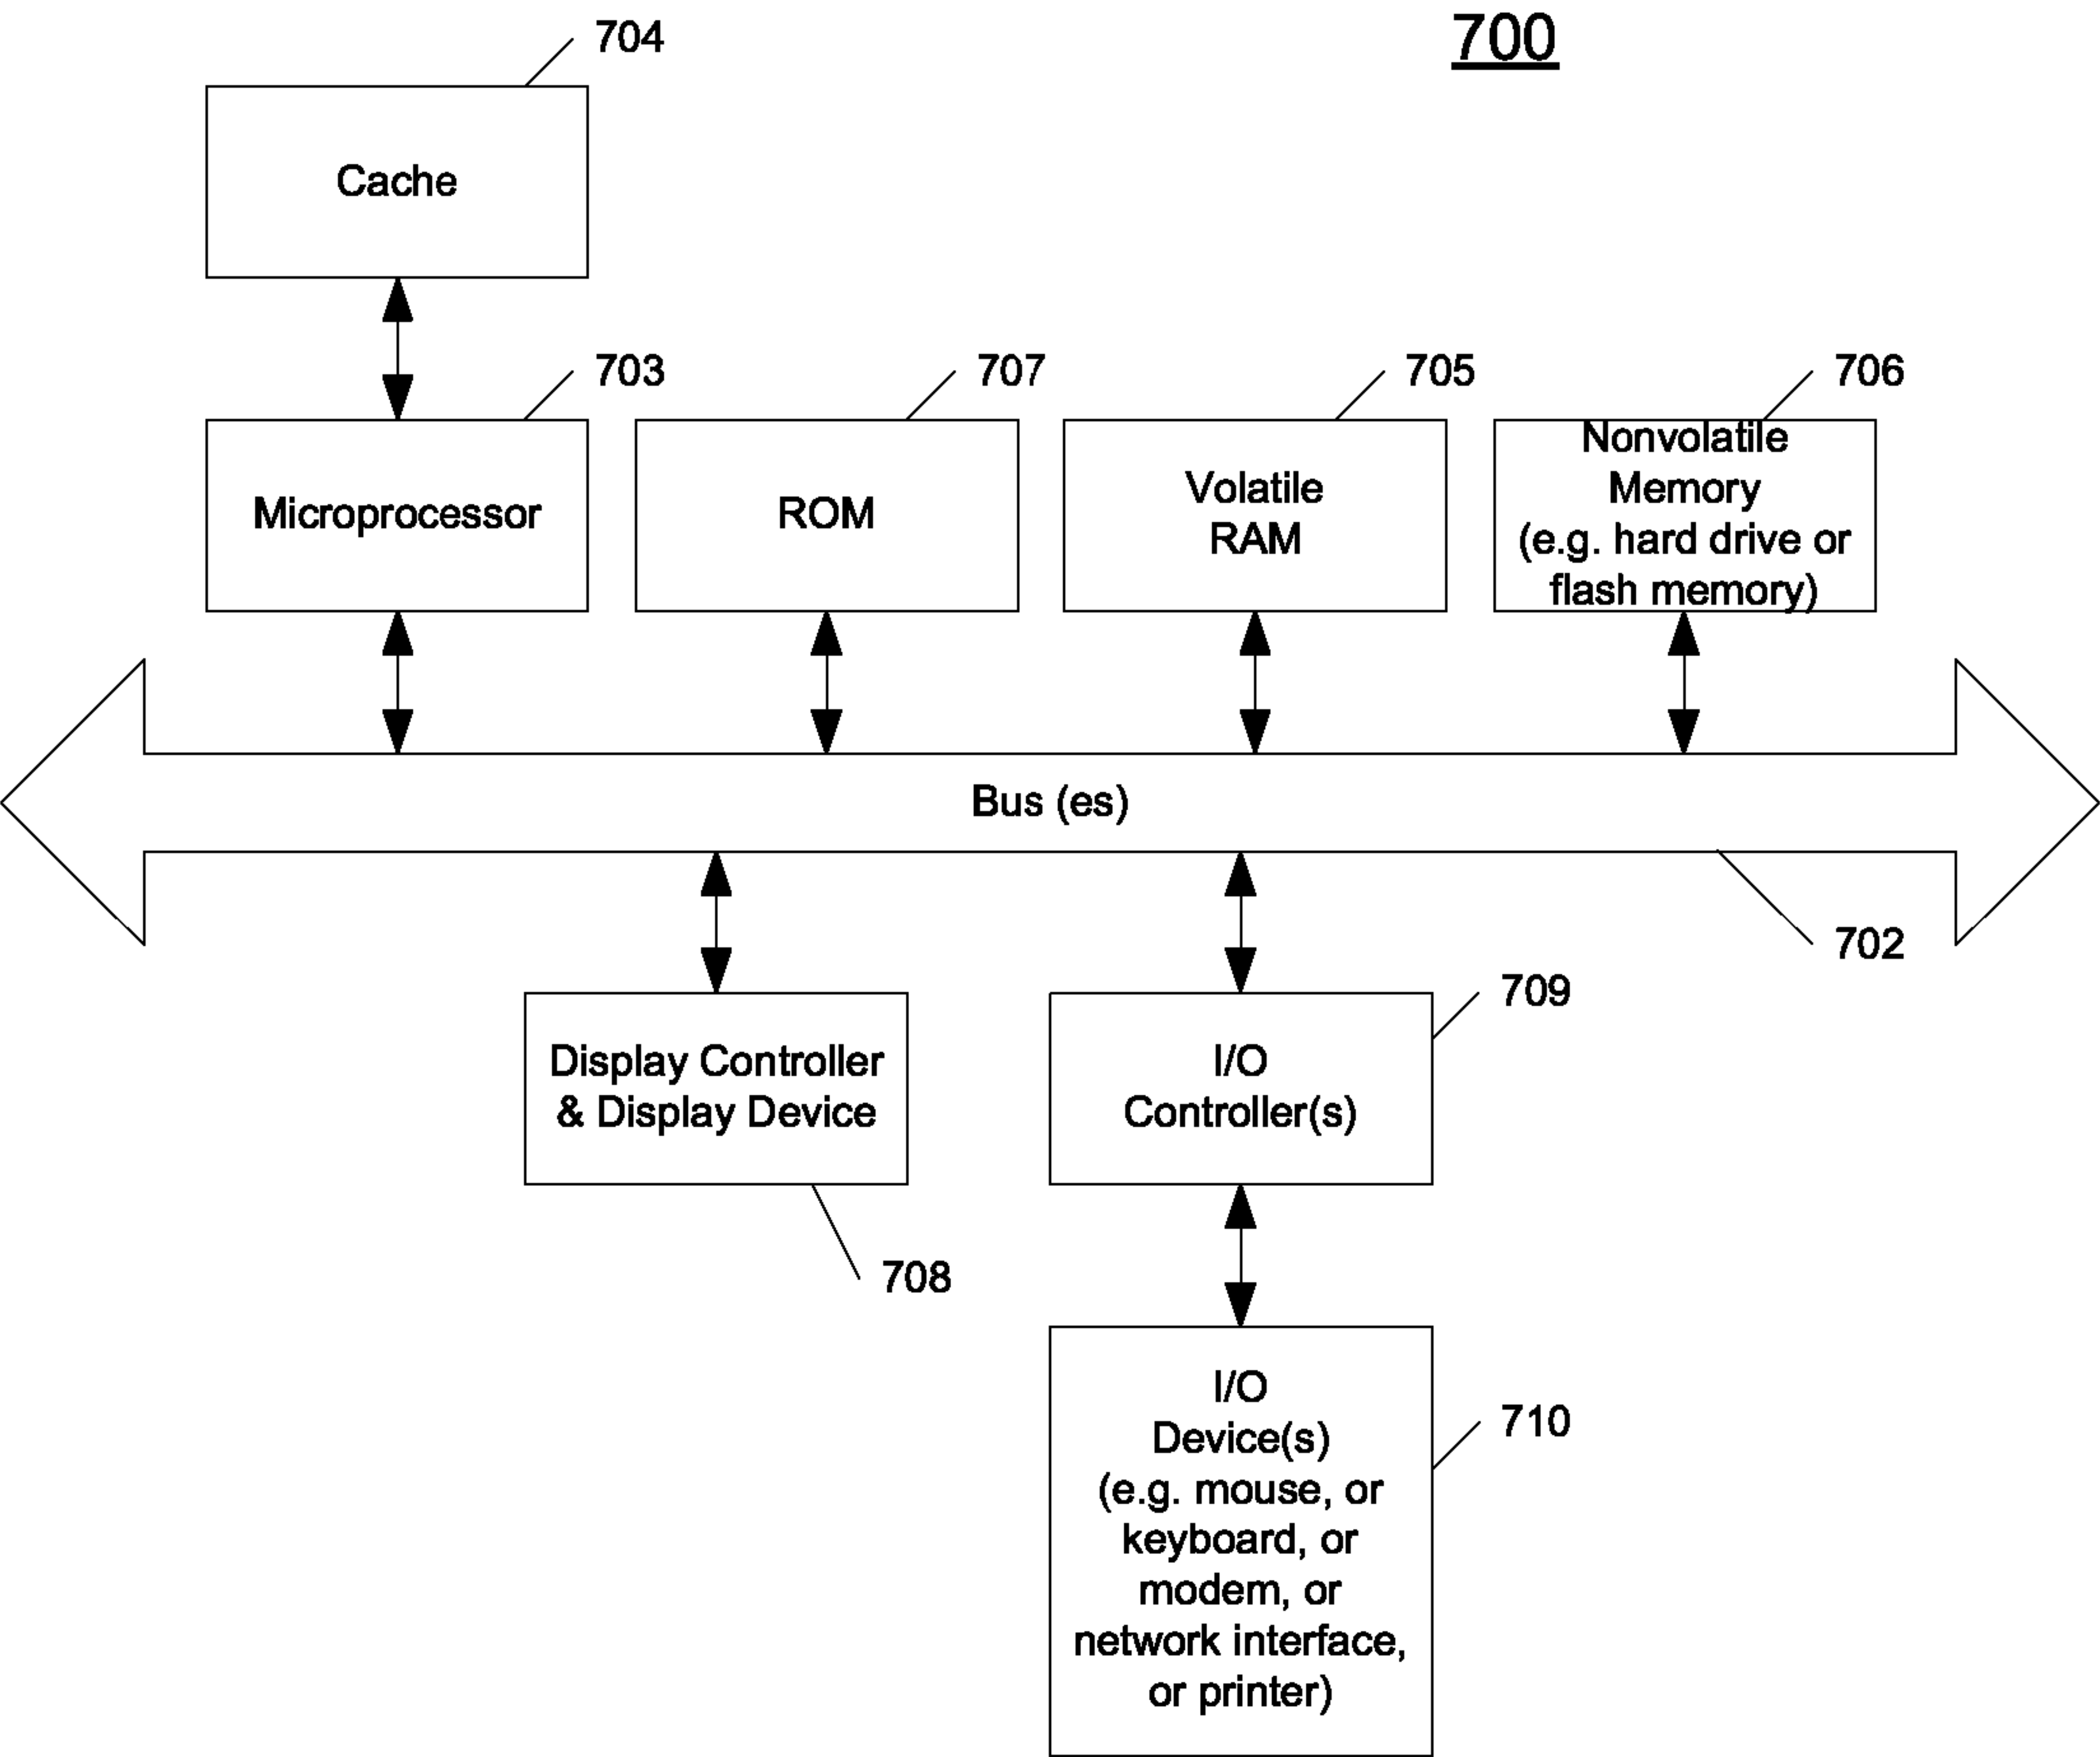 700
704
Cache
703
707
705
706
Microprocessor
ROM
Volatile
RAM
Nonvolatile
Memory
(e.g. hard drive or
flash memory)
Bus (es)
702
Display Controller
& Display Device
708
709
I/O
Controller(s)
I/O
Device(s)
(e.g. mouse, or
keyboard, or
modem, or
network interface,
or printer)
710